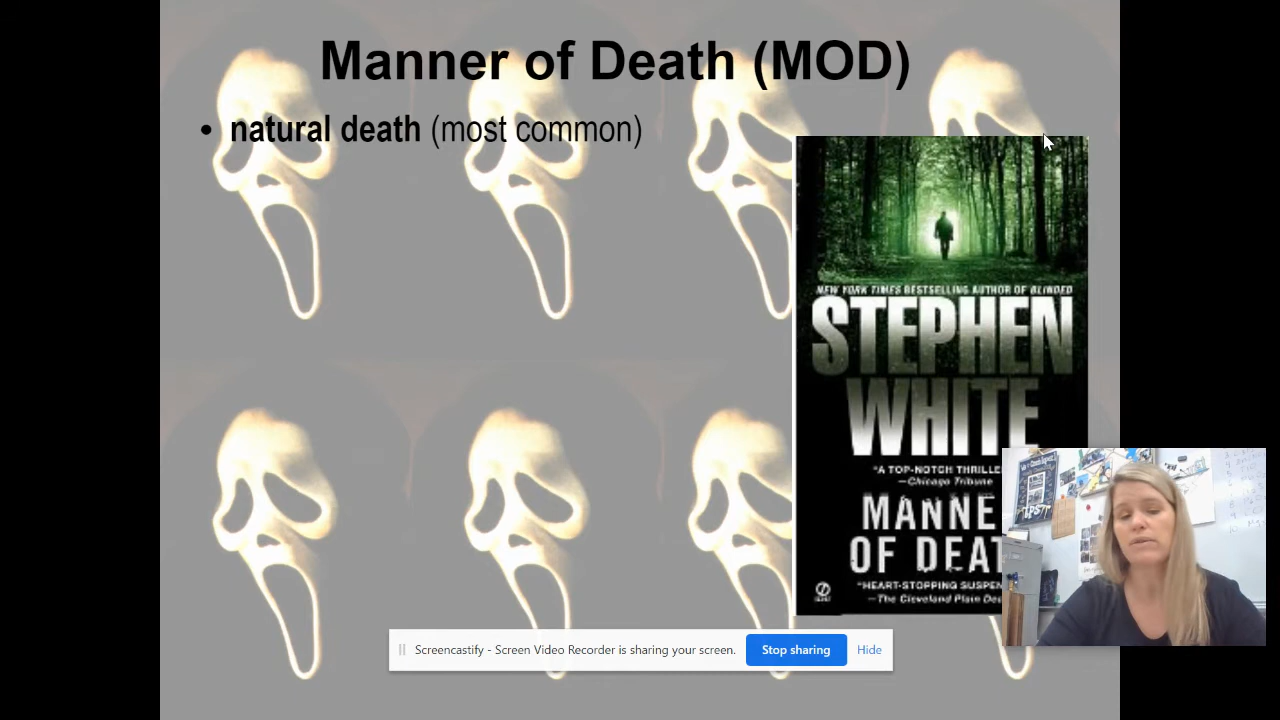 Manner of Death (MOD)
• natural death (most common)
NEW YORK TIMES BESTSELLING AUTHOR OF BLINDED
STEPHEN
WHITE
"A TOP-NOTCH THRILLE
—Chicago Tribune
MANNE
OF DEAT
"HEART-STOPPING SUSPEN
—The Cleveland Plain Dea
Screencastify - Screen Video Recorder is sharing your screen.
Stop sharing
Hide